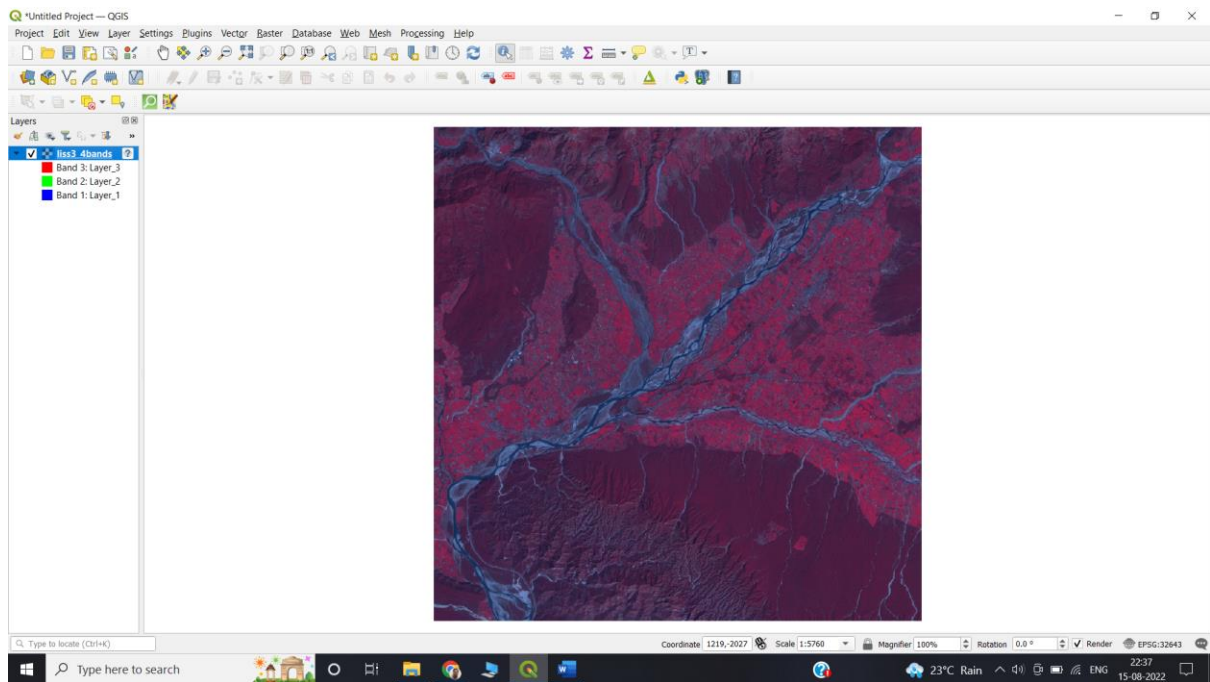 *Untitled Project — QGIS
Project Edit View Layer Settings Plugins Vector Raster Database Web Mesh Processing Help
Layers
liss3_4bands ?
Band 3: Layer_3
Band 2: Layer_2
Band 1: Layer_1
Type to locate (Ctrl+K) Coordinate 1219,-2027 Scale 1:5760 Magnifier 100% Rotation 0.0 ° Render EPSG:32643
Type here to search 23°C Rain ENG 22:37
15-08-2022